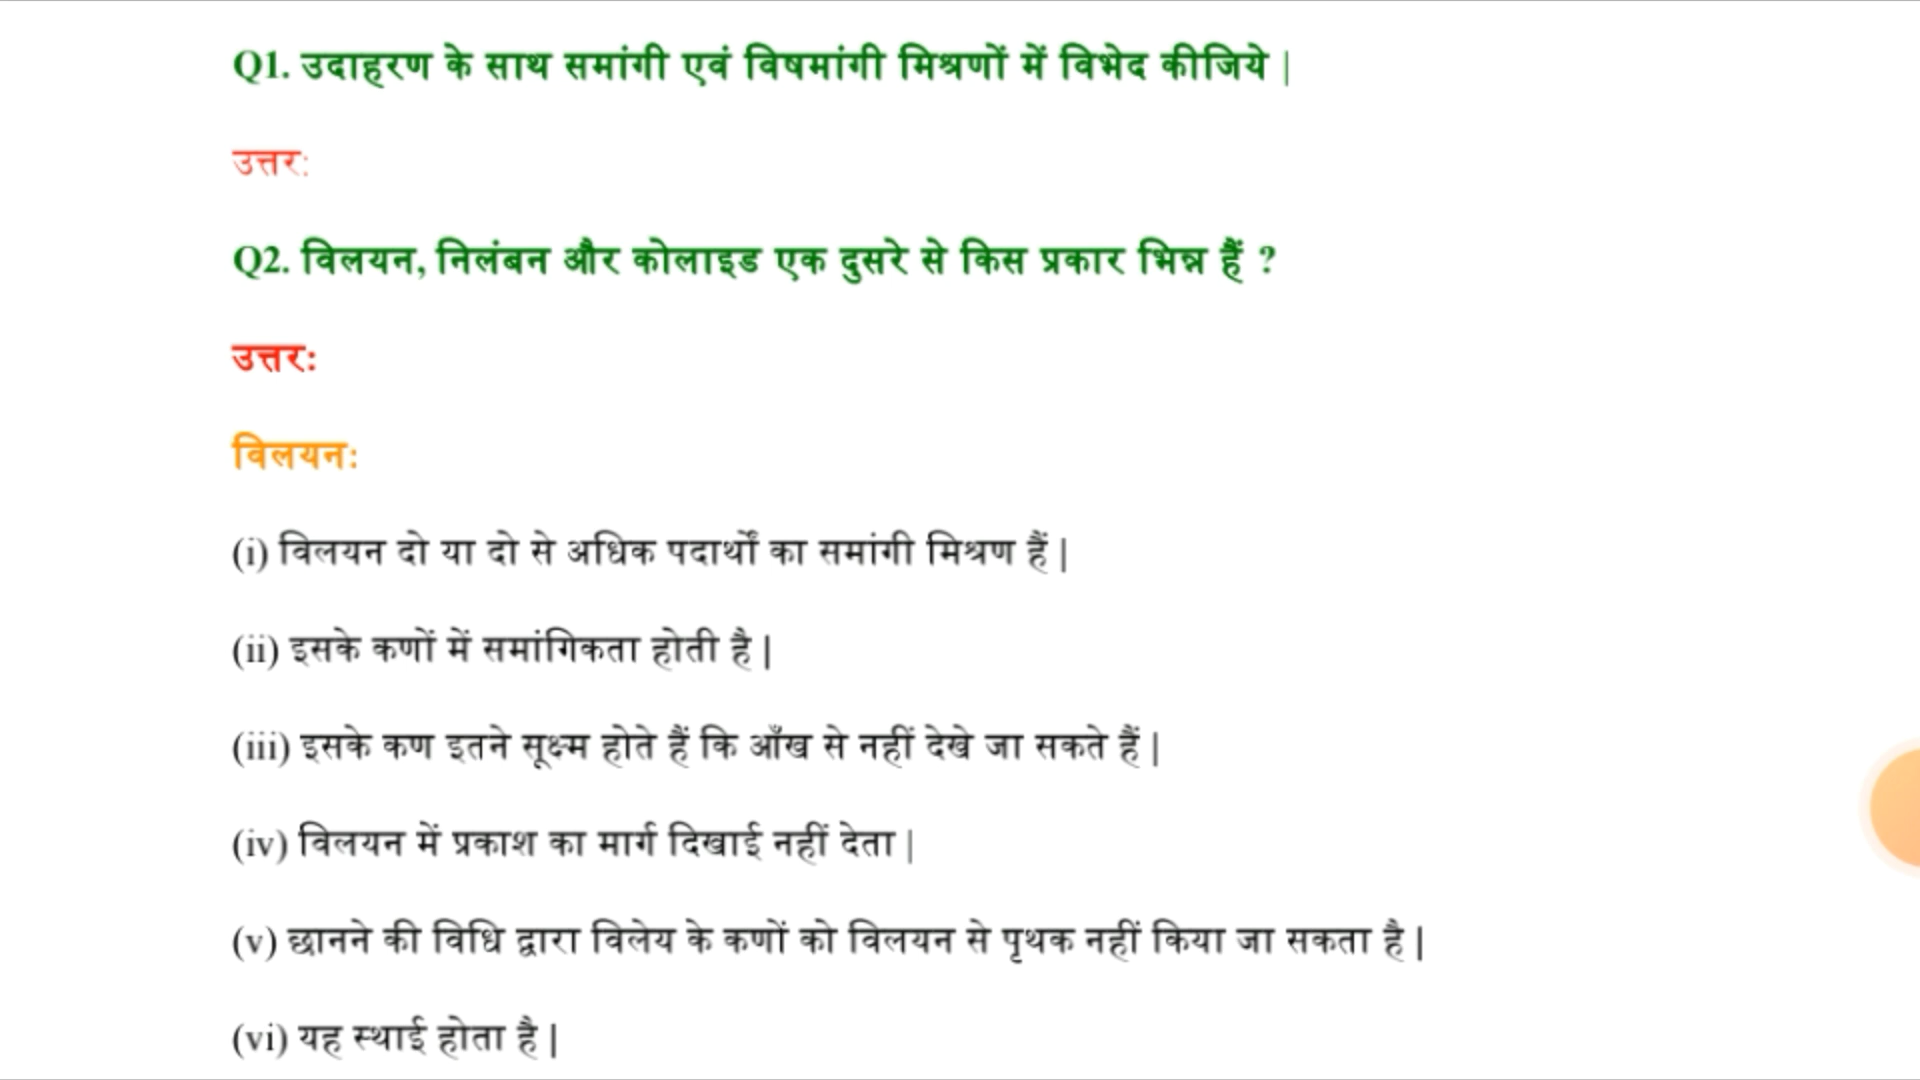 Q1. उदाहरण के साथ समांगी एवं विषमांगी मिश्रणों में विभेद कीजिये |
उत्तर:
Q2. विलयन, निलंबन और कोलाइड एक दुसरे से किस प्रकार भिन्न हैं ?
उत्तर:
विलयन:
(i) विलयन दो या दो से अधिक पदार्थों का समांगी मिश्रण हैं |
(ii) इसके कणों में समांगिकता होती है |
(iii) इसके कण इतने सूक्ष्म होते हैं कि आँख से नहीं देखे जा सकते हैं |
(iv) विलयन में प्रकाश का मार्ग दिखाई नहीं देता |
(v) छानने की विधि द्वारा विलेय के कणों को विलयन से पृथक नहीं किया जा सकता है |
(vi) यह स्थाई होता है |